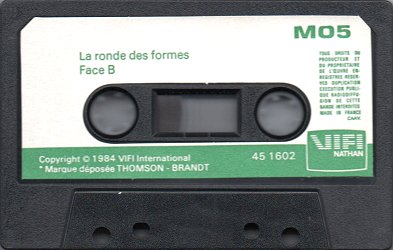 MO5
La ronde des formes
Face B
TOUS DROITS DU
PRODUCTEUR ET
DU PROPRIETAIRE
DE L'ŒUVRE EN-
REGISTREE RESER-
VES DUPLICATION
EXECUTION PUBLI-
QUE RADIODIFFU-
SION DE CETTE
BANDE INTERDITES
MADE IN FRANCE
Copyright © 1984 VIFI International
* Marque déposée THOMSON - BRANDT
45 1602
VIFI
NATHAN